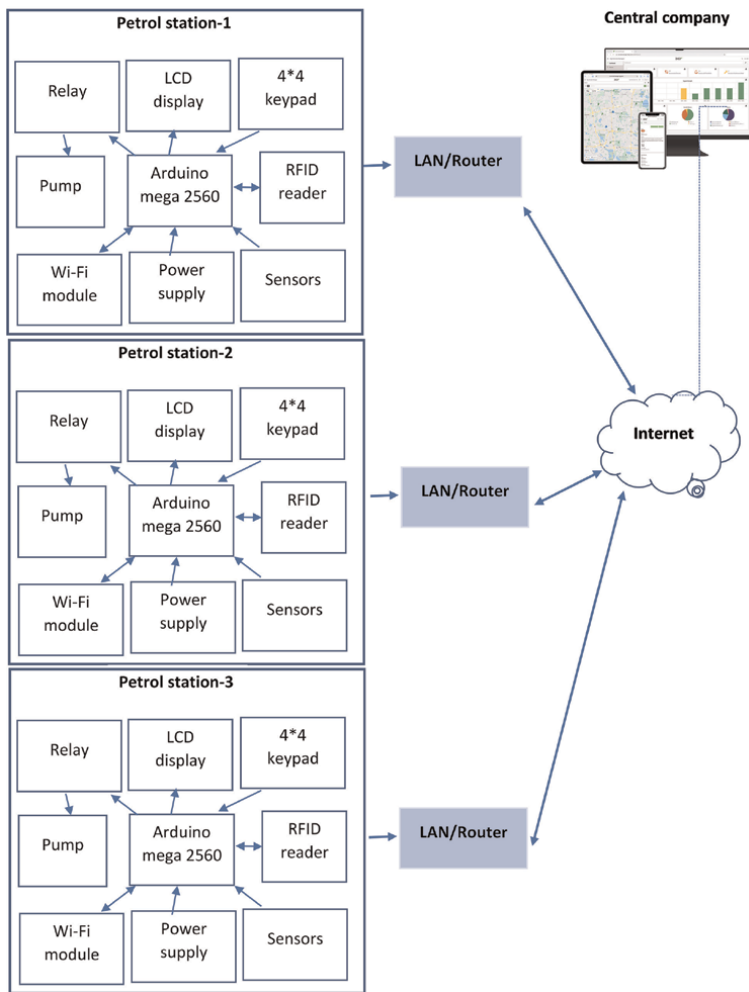 Petrol station-1
Central company
Relay
LCD
display
4*4
keypad
Pump
Arduino
mega 2560
RFID
reader
Wi-Fi
module
Power
supply
Sensors
LAN/Router
Petrol station-2
Relay
LCD
display
4*4
keypad
Pump
Arduino
mega 2560
RFID
reader
Wi-Fi
module
Power
supply
Sensors
LAN/Router
Internet
Petrol station-3
Relay
LCD
display
4*4
keypad
Pump
Arduino
mega 2560
RFID
reader
Wi-Fi
module
Power
supply
Sensors
LAN/Router